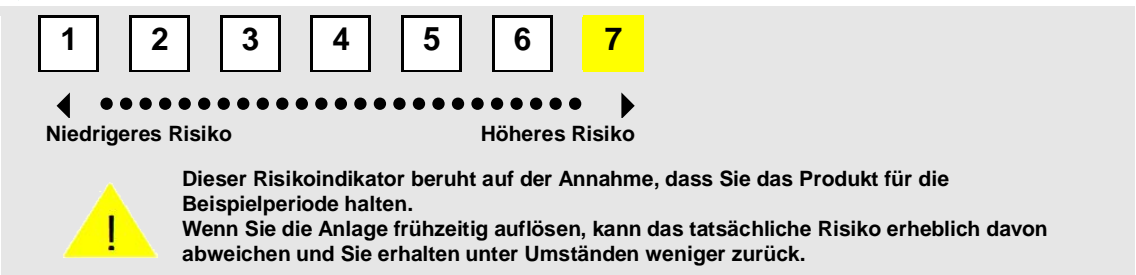 1 2 3 4 5 6 7
Niedrigeres Risiko Höheres Risiko
Dieser Risikoindikator beruht auf der Annahme, dass Sie das Produkt für die
Beispielperiode halten.
Wenn Sie die Anlage frühzeitig auflösen, kann das tatsächliche Risiko erheblich davon
abweichen und Sie erhalten unter Umständen weniger zurück.
!